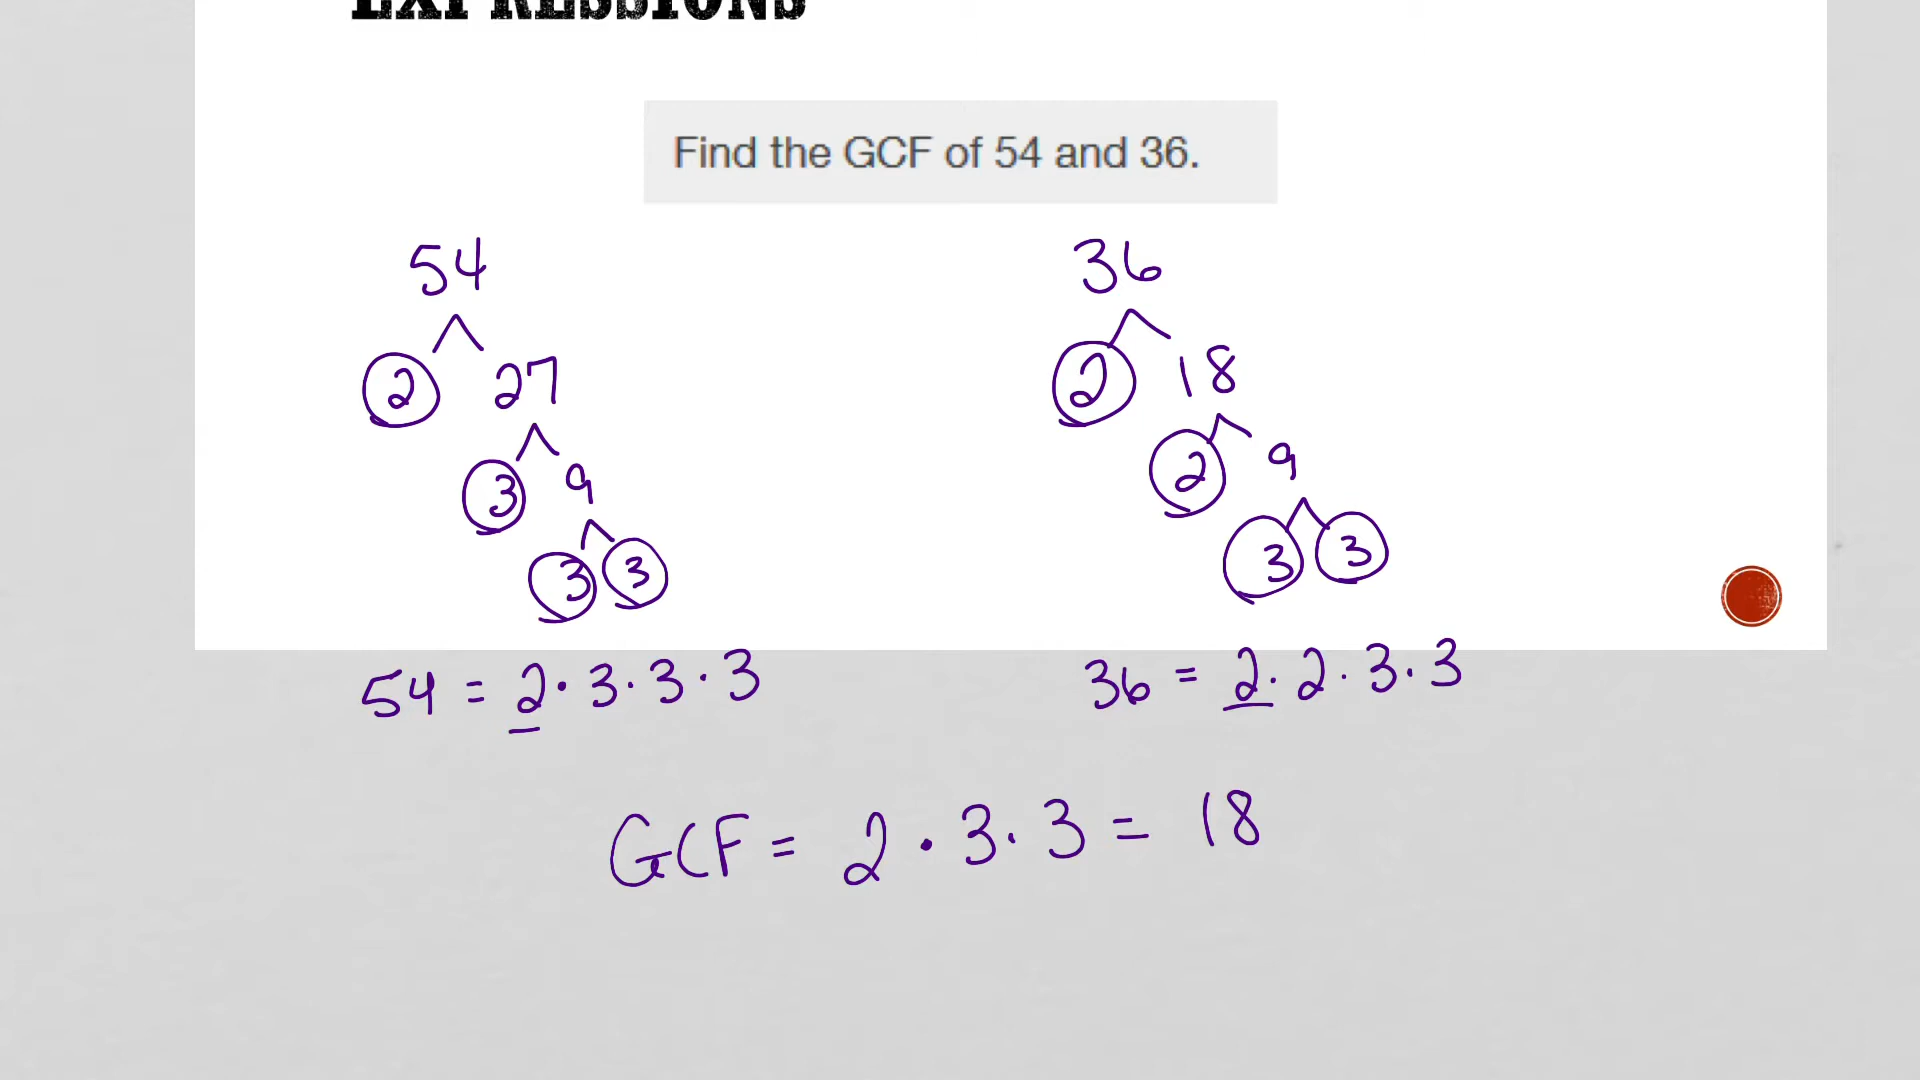 EXPRESSIONS
Find the GCF of 54 and 36.
54
36
2 27
2 18
3 9
2 9
3 3
3 3
54 = 2 · 3 · 3 · 3
36 = 2 · 2 · 3 · 3
GCF = 2 · 3 · 3 = 18